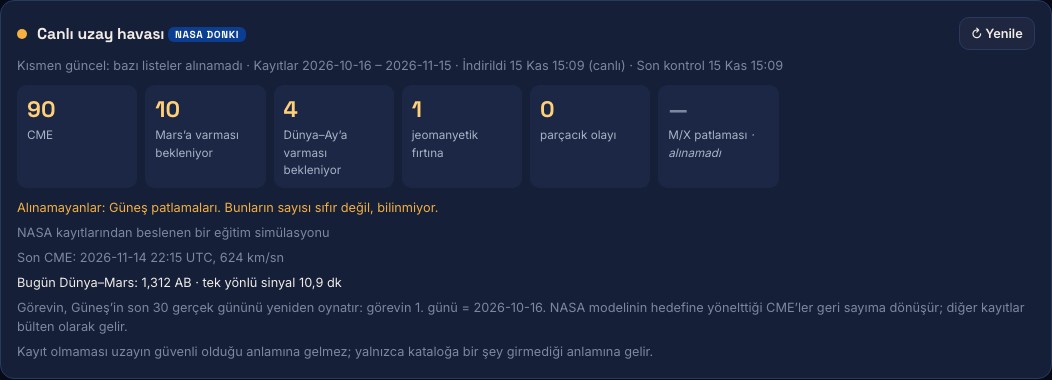 Canlı uzay havası NASA DONKI
↻ Yenile
Kısmen güncel: bazı listeler alınamadı · Kayıtlar 2026-10-16 – 2026-11-15 · İndirildi 15 Kas 15:09 (canlı) · Son kontrol 15 Kas 15:09
90
CME
10
Mars’a varması
bekleniyor
4
Dünya–Ay’a
varması
bekleniyor
1
jeomanyetik
fırtına
0
parçacık olayı
—
M/X patlaması ·
alınamadı
Alınamayanlar: Güneş patlamaları. Bunların sayısı sıfır değil, bilinmiyor.
NASA kayıtlarından beslenen bir eğitim simülasyonu
Son CME: 2026-11-14 22:15 UTC, 624 km/sn
Bugün Dünya–Mars: 1,312 AB · tek yönlü sinyal 10,9 dk
Görevin, Güneş’in son 30 gerçek gününü yeniden oynatır: görevin 1. günü = 2026-10-16. NASA modelinin hedefine yönelttiği CME’ler geri sayıma dönüşür; diğer kayıtlar
bülten olarak gelir.
Kayıt olmaması uzayın güvenli olduğu anlamına gelmez; yalnızca kataloğa bir şey girmediği anlamına gelir.